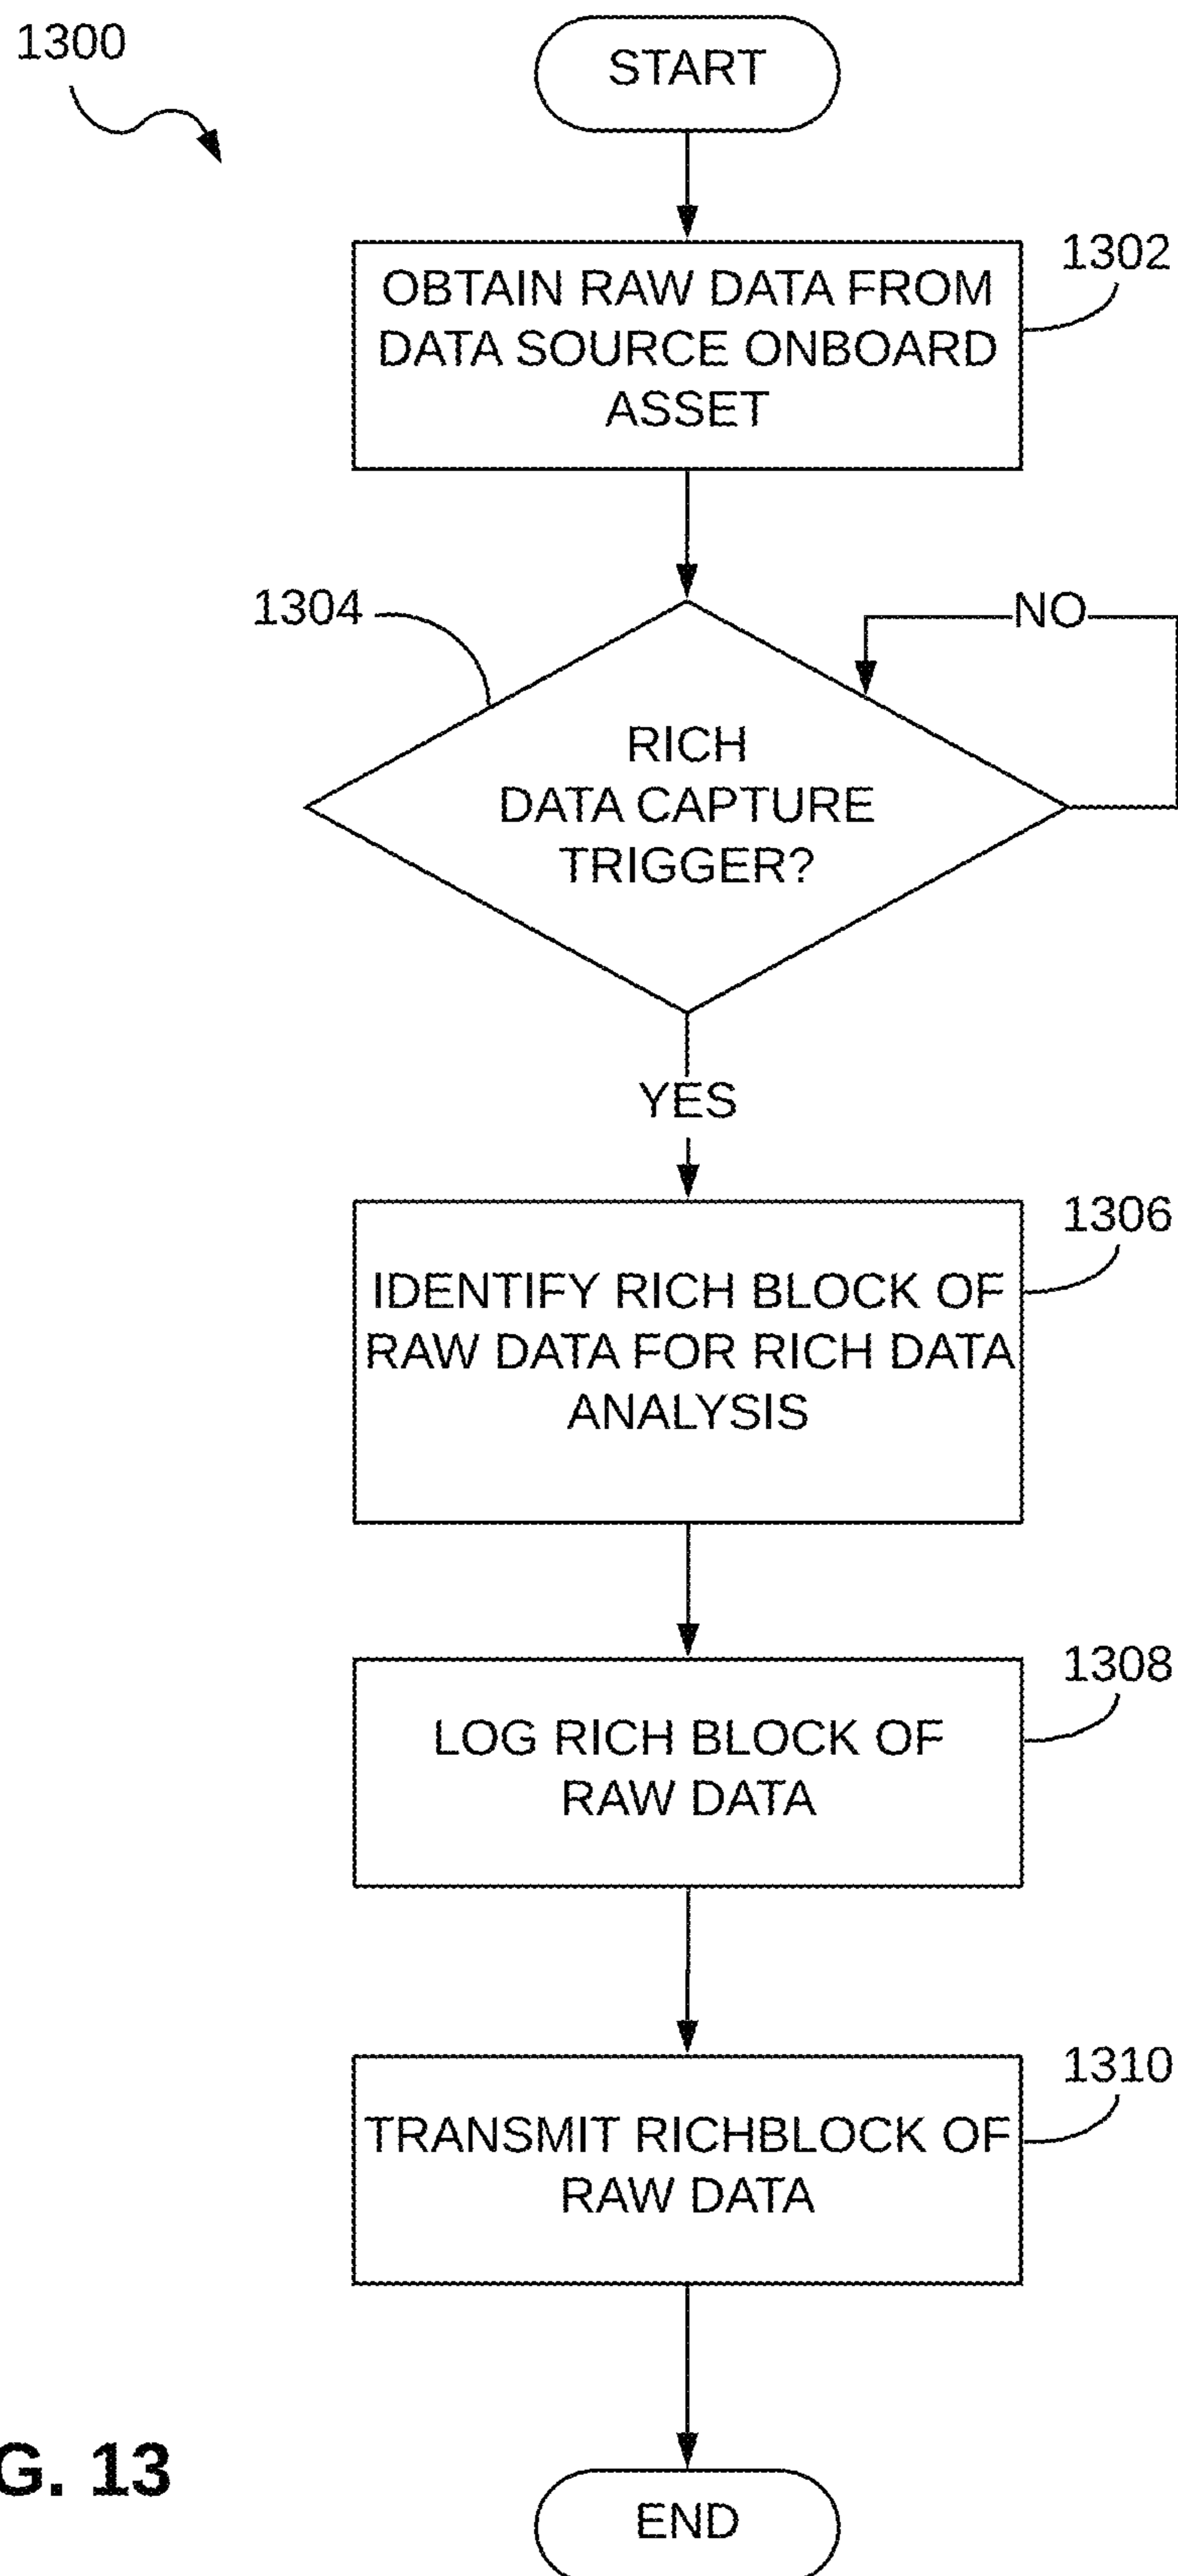 1300
START
1302
OBTAIN RAW DATA FROM
DATA SOURCE ONBOARD
ASSET
1304
NO
RICH
DATA CAPTURE
TRIGGER?
YES
1306
IDENTIFY RICH BLOCK OF
RAW DATA FOR RICH DATA
ANALYSIS
1308
LOG RICH BLOCK OF
RAW DATA
1310
TRANSMIT RICHBLOCK OF
RAW DATA
G. 13
END